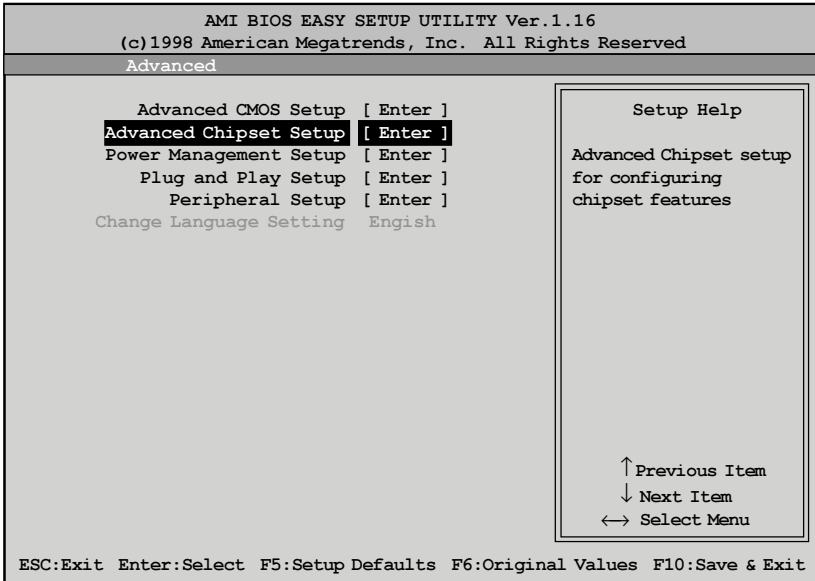 AMI BIOS EASY SETUP UTILITY Ver.1.16
(c)1998 American Megatrends, Inc. All Rights Reserved
Advanced
Advanced CMOS Setup [ Enter ]
Advanced Chipset Setup [ Enter ]
Power Management Setup [ Enter ]
Plug and Play Setup [ Enter ]
Peripheral Setup [ Enter ]
Change Language Setting Engish
Setup Help
Advanced Chipset setup
for configuring
chipset features
↑ Previous Item
↓ Next Item
←→ Select Menu
ESC:Exit Enter:Select F5:Setup Defaults F6:Original Values F10:Save & Exit